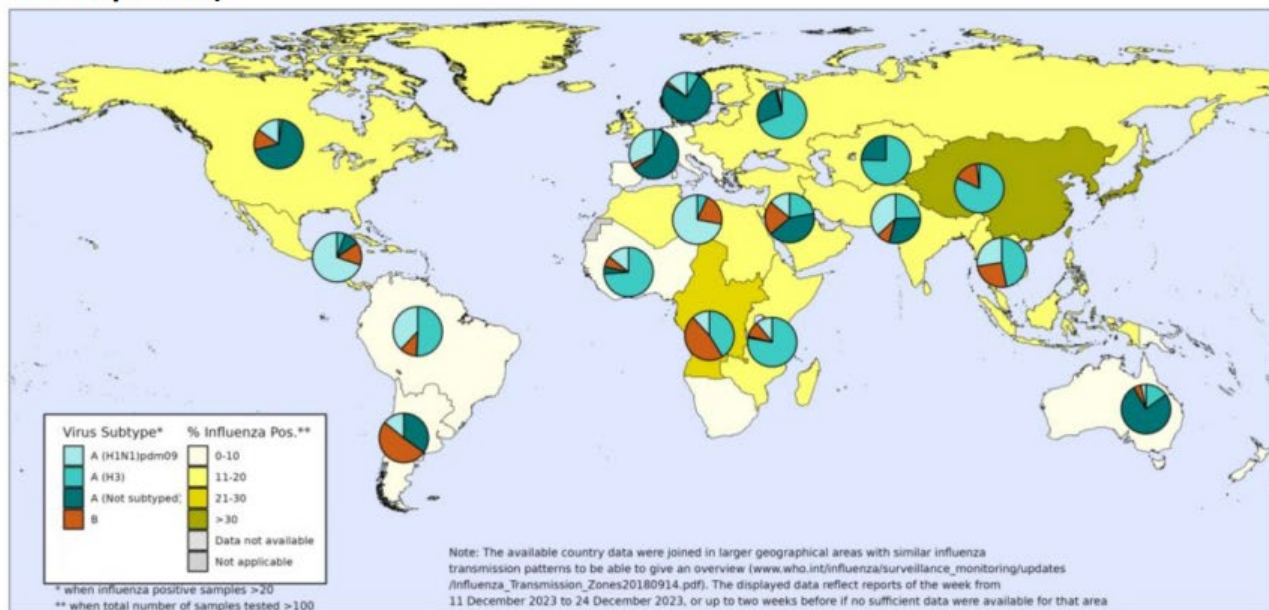 Virus Subtype*
A (H1N1)pdm09
A (H3)
A (Not subtyped)
B
% Influenza Pos.**
0-10
11-20
21-30
>30
Data not available
Not applicable
* when influenza positive samples >20
** when total number of samples tested >100
Note: The available country data were joined in larger geographical areas with similar influenza
transmission patterns to be able to give an overview (www.who.int/influenza/surveillance_monitoring/updates
/Influenza_Transmission_Zones20180914.pdf). The displayed data reflect reports of the week from
11 December 2023 to 24 December 2023, or up to two weeks before if no sufficient data were available for that area